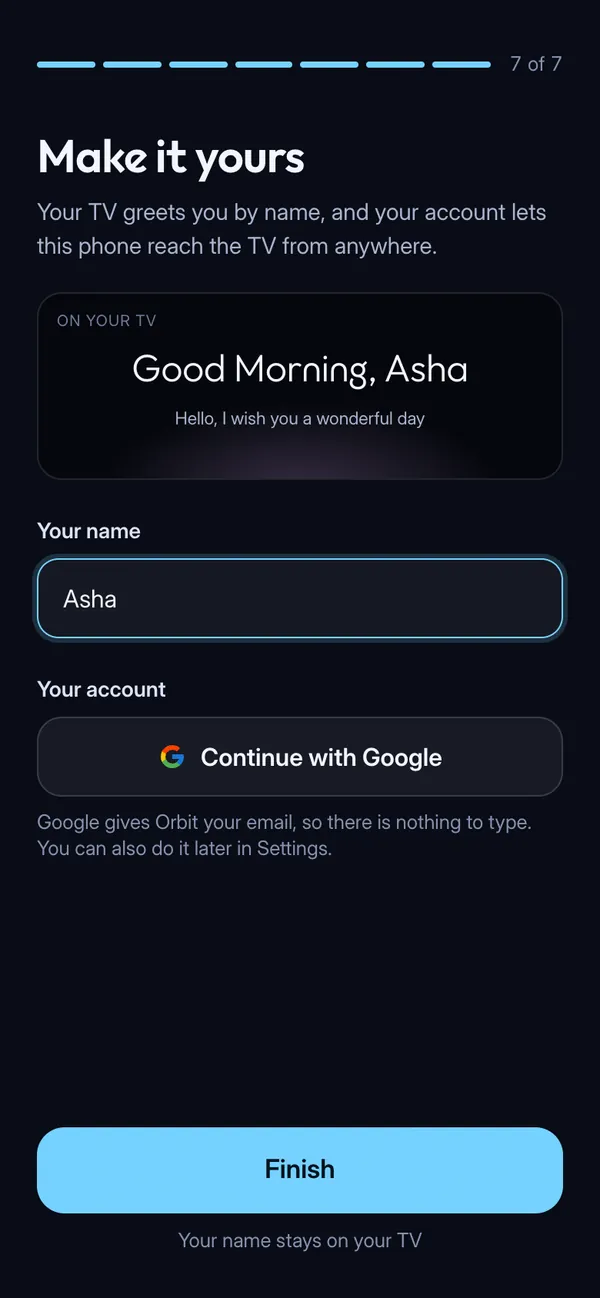 7 of 7
Make it yours
Your TV greets you by name, and your account lets
this phone reach the TV from anywhere.
ON YOUR TV
Good Morning, Asha
Hello, I wish you a wonderful day
Your name
Asha
Your account
Continue with Google
Google gives Orbit your email, so there is nothing to type.
You can also do it later in Settings.
Finish
Your name stays on your TV